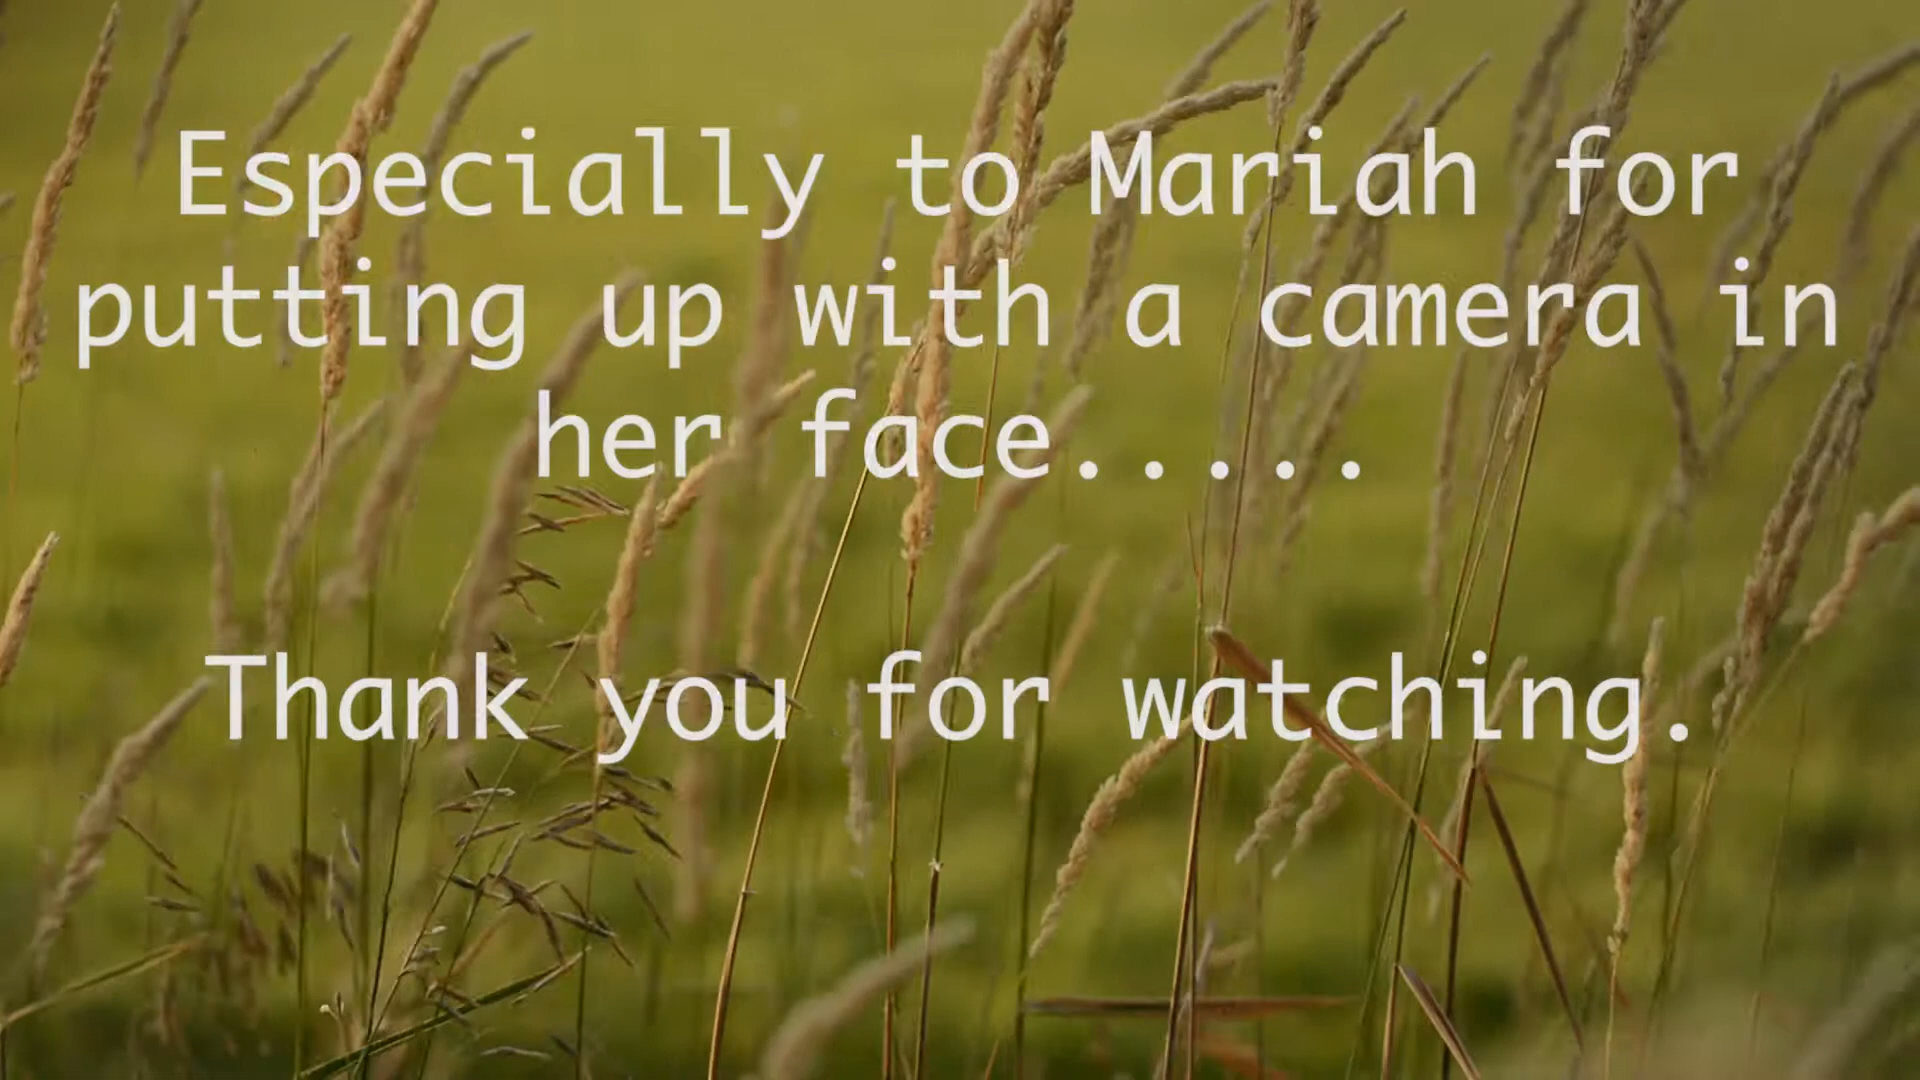 Especially to Mariah for
putting up with a camera in
her face.....
Thank you for watching.